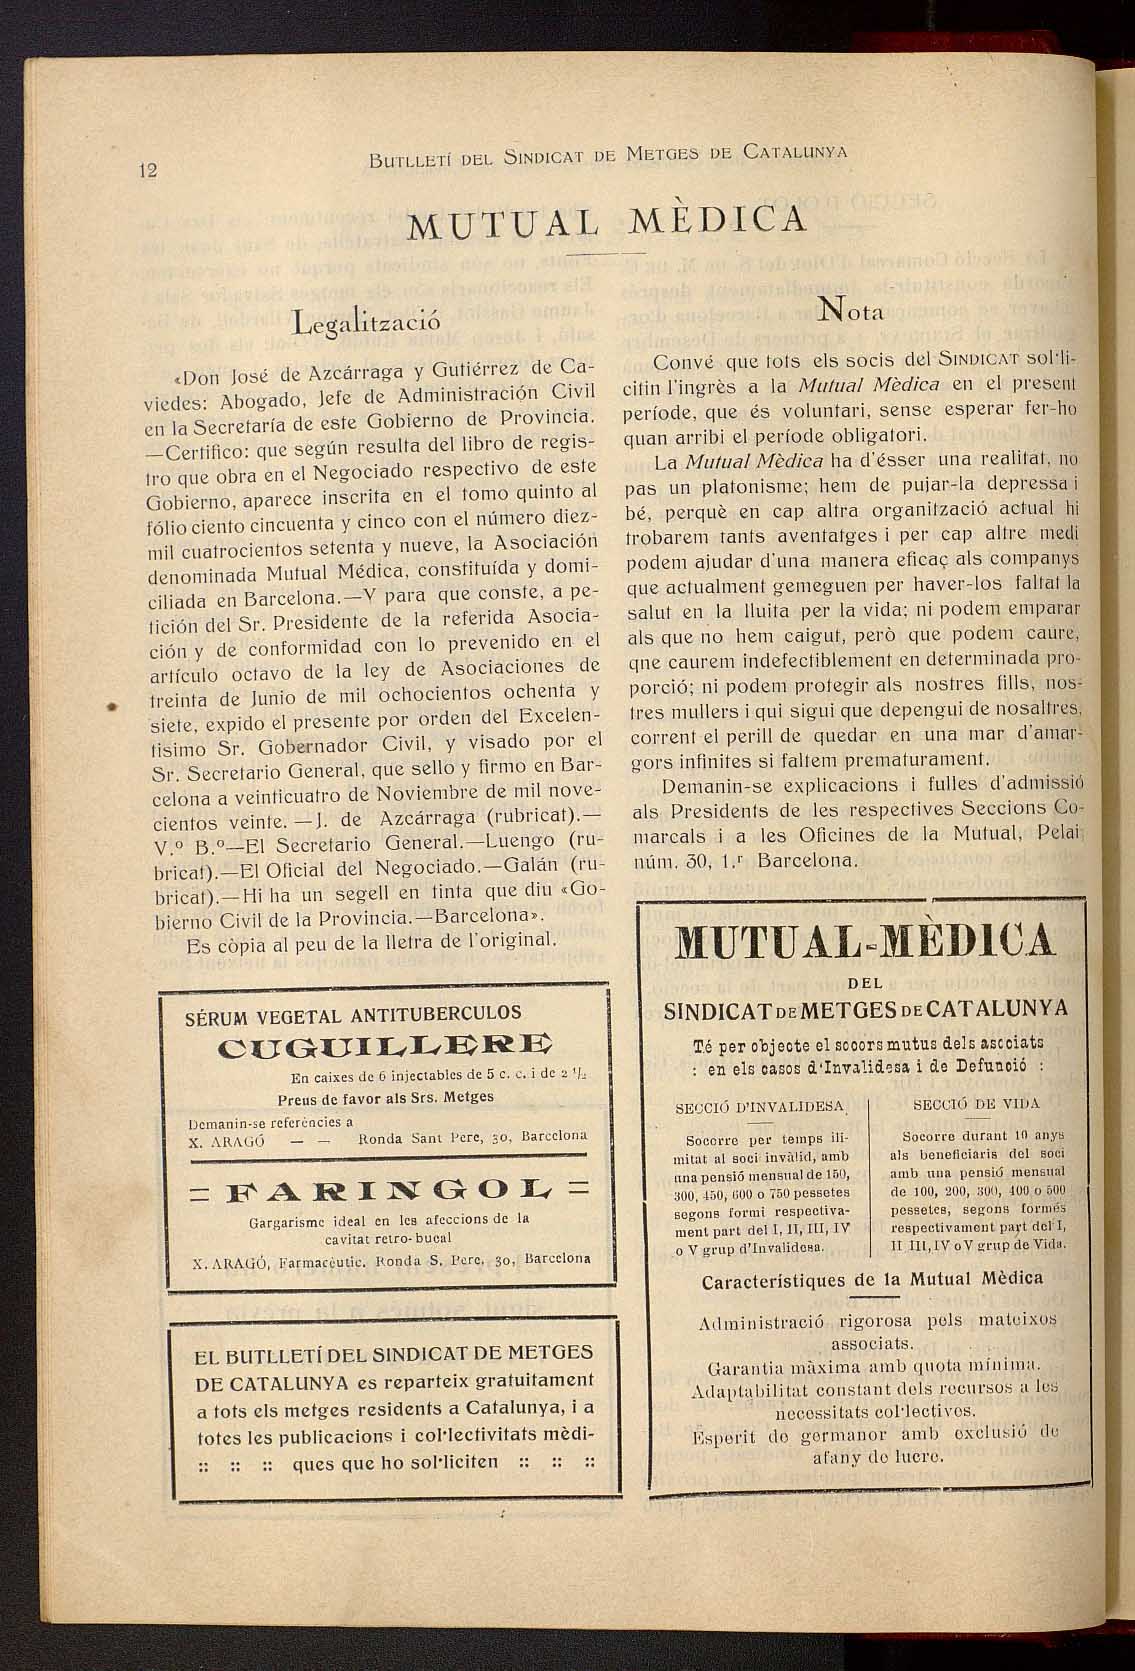 12
BUTLLETÍ DEL SINDICAT DE METGES DE CATALUNYA
MUTUAL MÈDICA
Legalització
«Don José de Azcárraga y Gutiérrez de Ca-
viedes: Abogado, Jefe de Administración Civil
en la Secretaría de este Gobierno de Provincia.
—Certifico: que según resulta del libro de regis-
tro que obra en el Negociado respectivo de este
Gobierno, aparece inscrita en el tomo quinto al
fólio ciento cincuenta y cinco con el número diez-
mil cuatrocientos setenta y nueve, la Asociación
denominada Mutual Médica, constituída y domi-
ciliada en Barcelona.—Y para que conste, a pe-
tición del Sr. Presidente de la referida Asocia-
ción y de conformidad con lo prevenido en el
artículo octavo de la ley de Asociaciones de
treinta de Junio de mil ochocientos ochenta y
siete, expido el presente por orden del Excelen-
tisimo Sr. Gobernador Civil, y visado por el
Sr. Secretario General, que sello y firmo en Bar-
celona a veinticuatro de Noviembre de mil nove-
cientos veinte.—J. de Azcárraga (rubricat).—
V.º B.º—El Secretario General.—Luengo (ru-
bricat).—El Oficial del Negociado.—Galán (ru-
bricat).—Hi ha un segell en tinta que diu «Go-
bierno Civil de la Provincia.—Barcelona».
Es còpia al peu de la lletra de l'original.
SÉRUM VEGETAL ANTITUBERCULOS
CUGUILLERE
En caixes de 6 injectables de 5 c. c. i de 2 1/2
Preus de favor als Srs. Metges
Demanin-se referències a
X. ARAGÓ — — Ronda Sant Pere, 30, Barcelona
= FARINGOL =
Gargarisme ideal en les afeccions de la
cavitat retro-bucal
X. ARAGÓ, Farmacèutic. Ronda S. Pere, 30, Barcelona
EL BUTLLETÍ DEL SINDICAT DE METGES
DE CATALUNYA es reparteix gratuitament
a tots els metges residents a Catalunya, i a
totes les publicacions i col·lectivitats mèdi-
:: :: :: ques que ho sol·liciten :: :: ::
Nota
Convé que tots els socis del SINDICAT sol·li-
citin l'ingrès a la Mutual Mèdica en el present
període, que és voluntari, sense esperar fer-ho
quan arribi el període obligatori.
La Mutual Mèdica ha d'ésser una realitat, no
pas un platonisme; hem de pujar-la depressa i
bé, perquè en cap altra organització actual hi
trobarem tants aventatges i per cap altre medi
podem ajudar d'una manera eficaç als companys
que actualment gemeguen per haver-los faltat la
salut en la lluita per la vida; ni podem emparar
als que no hem caigut, però que podem caure,
qne caurem indefectiblement en determinada pro-
porció; ni podem protegir als nostres fills, nos-
tres mullers i qui sigui que depengui de nosaltres,
corrent el perill de quedar en una mar d'amar-
gors infinites si faltem prematurament.
Demanin-se explicacions i fulles d'admissió
als Presidents de les respectives Seccions Co-
marcals i a les Oficines de la Mutual, Pelai
núm. 30, 1.r Barcelona.
MUTUAL-MÈDICA
DEL
SINDICAT DE METGES DE CATALUNYA
Té per objecte el socors mutus dels asociats
: en els casos d'Invalidesa i de Defunció :
SECCIÓ D'INVALIDESA
Socorre per temps ili-
mitat al soci invàlid, amb
una pensió mensual de 150,
300, 450, 600 o 750 pessetes
segons formi respectiva-
ment part del I, II, III, IV
o V grup d'Invalidesa.
SECCIÓ DE VIDA
Socorre durant 10 anys
als beneficiaris del soci
amb una pensió mensual
de 100, 200, 300, 400 o 500
pessetes, segons formés
respectivament part del I,
II III, IV o V grup de Vida.
Característiques de la Mutual Mèdica
Administració rigorosa pels mateixos
associats.
Garantia màxima amb quota mínima.
Adaptabilitat constant dels recursos a les
necessitats col·lectives.
Esperit de germanor amb exclusió de
afany de lucre.